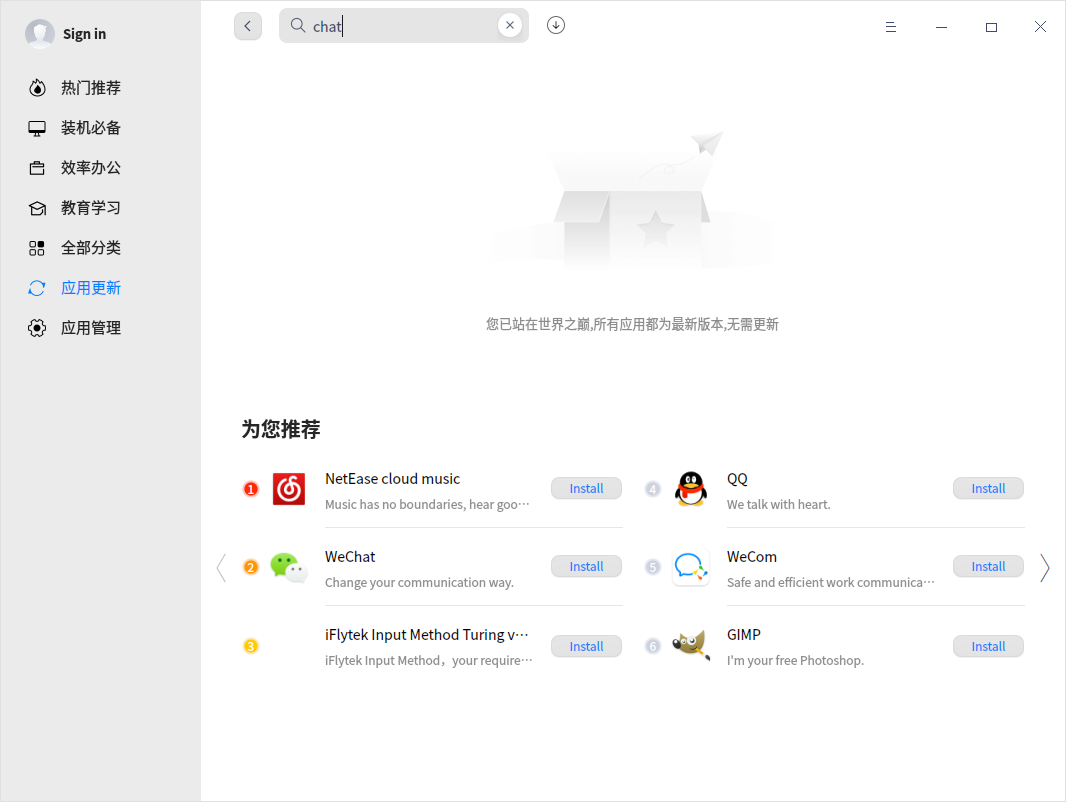 Sign in
chat
热门推荐
装机必备
效率办公
教育学习
全部分类
应用更新
应用管理
您已站在世界之巅,所有应用都为最新版本,无需更新
为您推荐
1
NetEase cloud music
Music has no boundaries, hear goo···
Install
4
QQ
We talk with heart.
Install
2
WeChat
Change your communication way.
Install
5
WeCom
Safe and efficient work communica···
Install
3
iFlytek Input Method Turing v···
iFlytek Input Method，your require···
Install
6
GIMP
I'm your free Photoshop.
Install